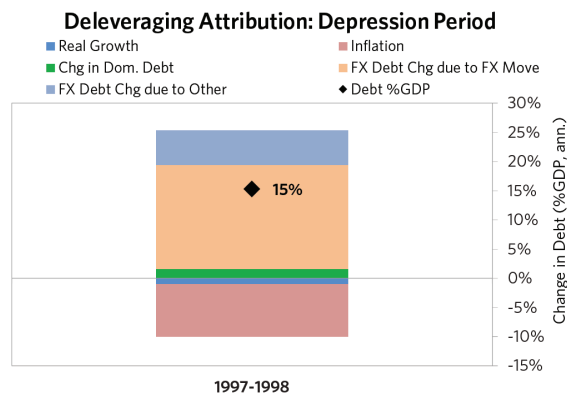 Deleveraging Attribution: Depression Period
Real Growth
Inflation
Chg in Dom. Debt
FX Debt Chg due to FX Move
FX Debt Chg due to Other
Debt %GDP
30%
25%
20%
15%
10%
5%
0%
-5%
-10%
-15%
Change in Debt (%GDP, ann.)
15%
1997-1998